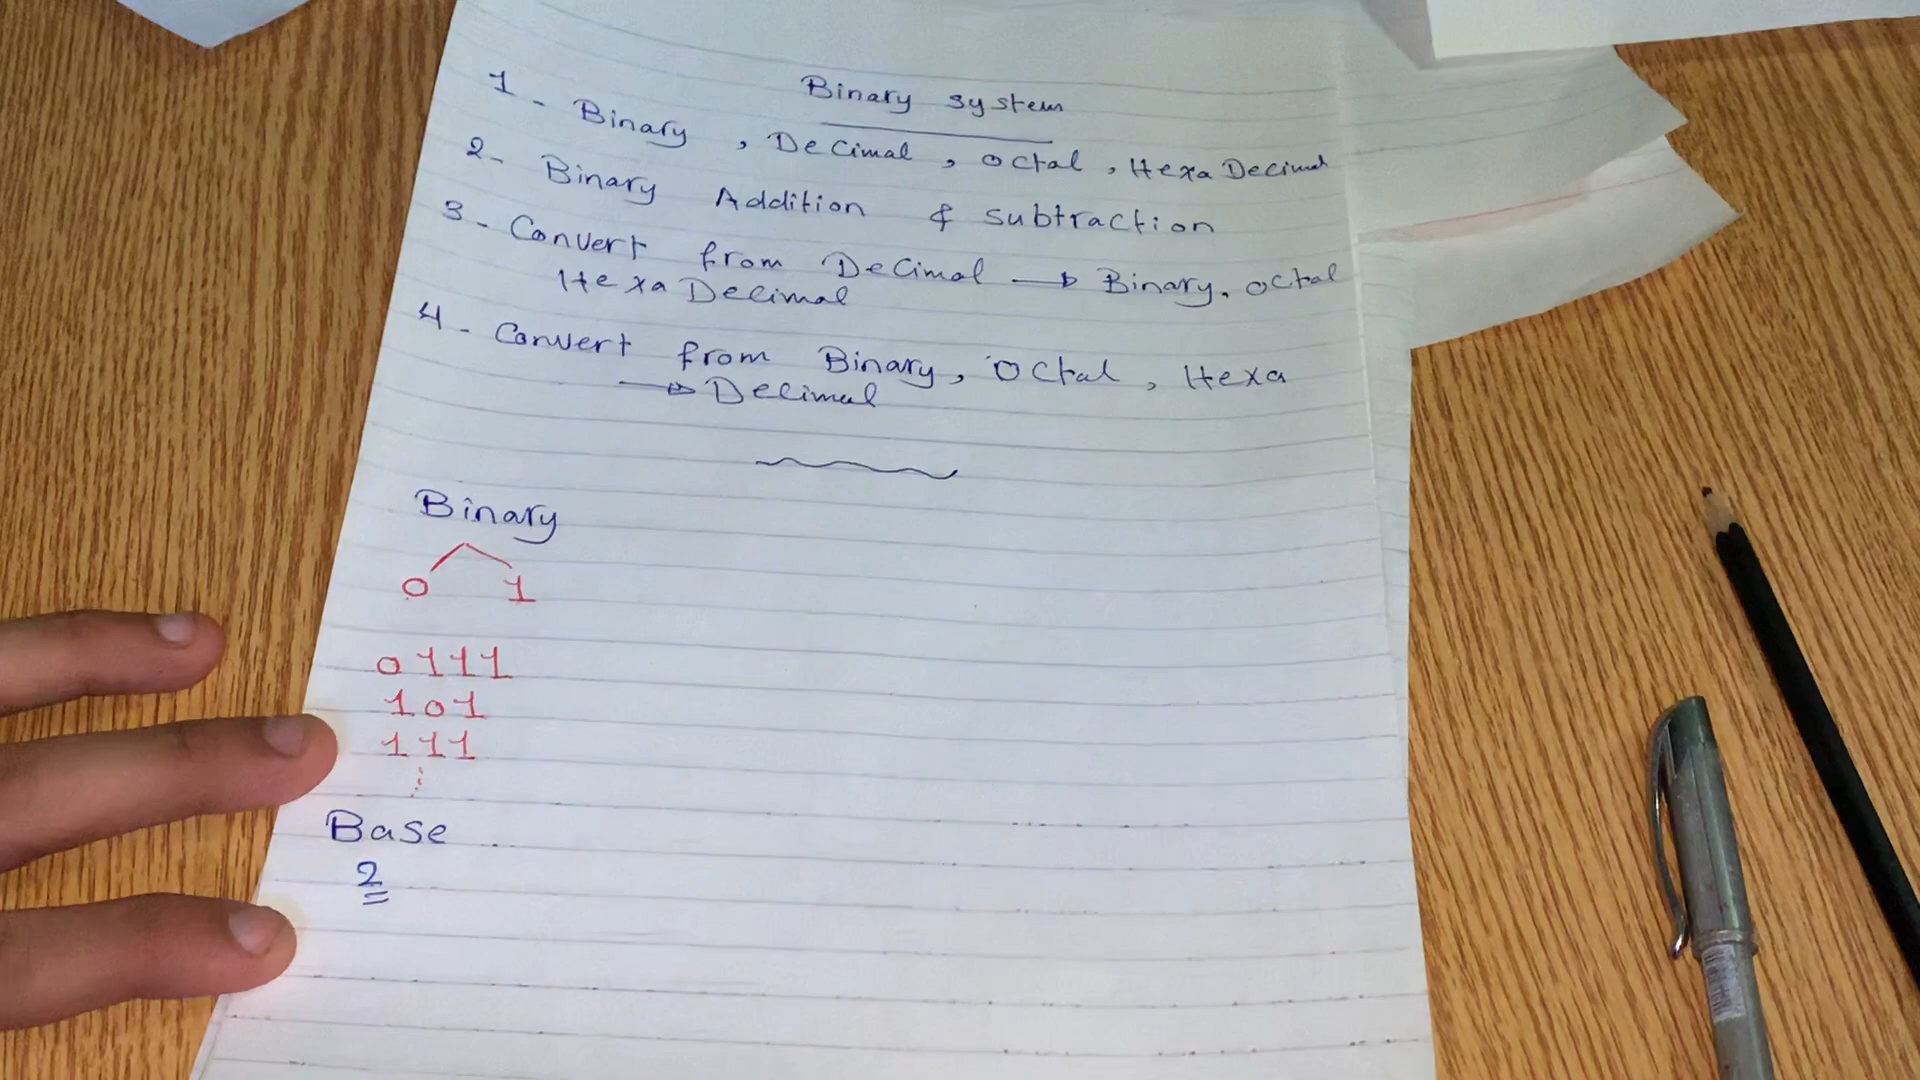 Binary system
1 - Binary , Decimal , octal , Hexa Decimal
2 - Binary Addition & subtraction
3 - Convert from Decimal → Binary, octal
Hexa Decimal
4 - Convert from Binary, Octal , Hexa
→ Decimal
Binary
0 1
0111
101
111
Base
2